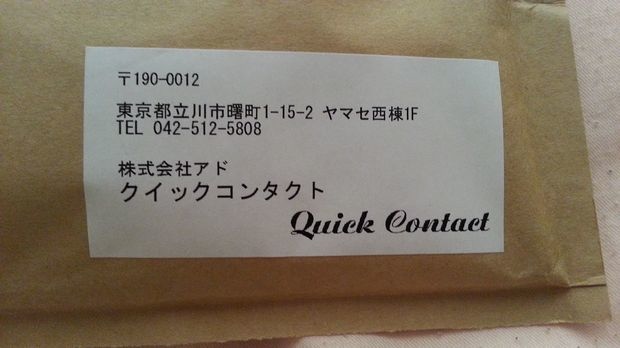 〒190-0012
東京都立川市曙町1-15-2 ヤマセ西棟1F
TEL 042-512-5808
株式会社アド
クイックコンタクト
Quick Contact